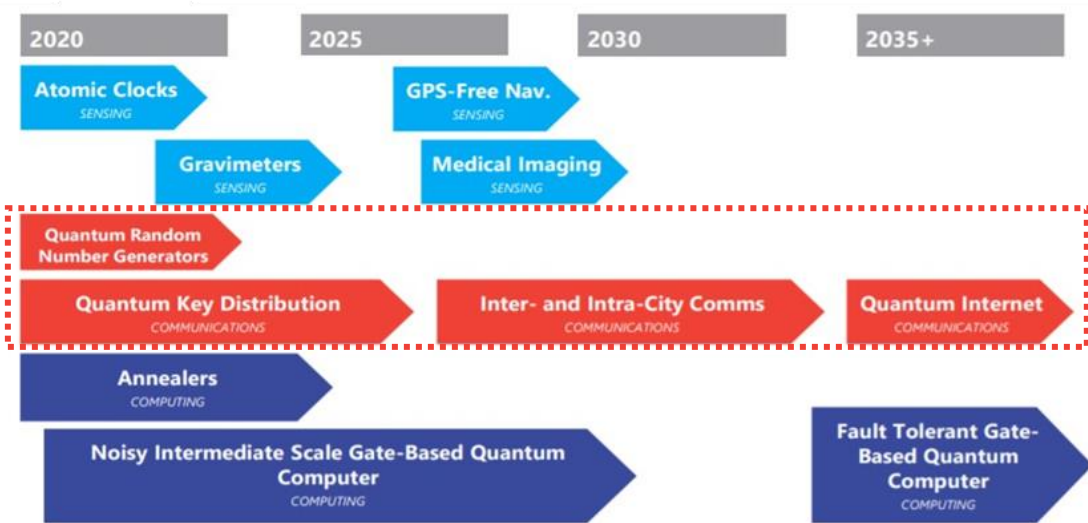 2020
2025
2030
2035+
Atomic Clocks
SENSING
GPS-Free Nav.
SENSING
Gravimeters
SENSING
Medical Imaging
SENSING
Quantum Random
Number Generators
Quantum Key Distribution
COMMUNICATIONS
Inter- and Intra-City Comms
COMMUNICATIONS
Quantum Internet
COMMUNICATIONS
Annealers
COMPUTING
Noisy Intermediate Scale Gate-Based Quantum
Computer
COMPUTING
Fault Tolerant Gate-
Based Quantum
Computer
COMPUTING